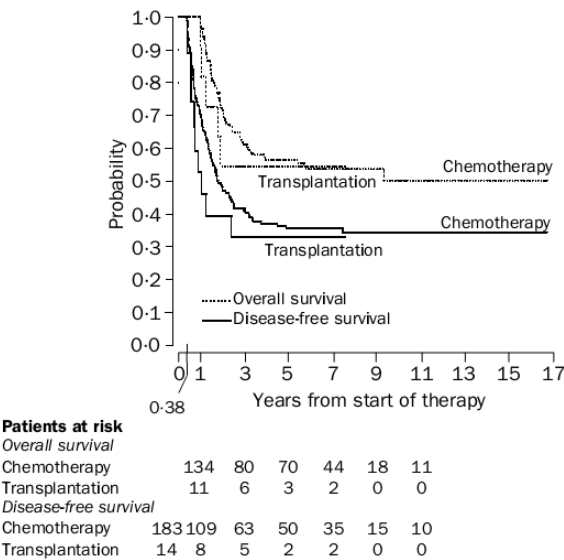 1·0
0·9
0·8
0·7
0·6
0·5
0·4
0·3
0·2
0·1
0·0
Probability
Chemotherapy
Transplantation
Chemotherapy
Transplantation
Overall survival
Disease-free survival
0 1 3 5 7 9 11 13 15 17
0·38
Years from start of therapy
Patients at risk
Overall survival
Chemotherapy 134 80 70 44 18 11
Transplantation 11 6 3 2 0 0
Disease-free survival
Chemotherapy 183 109 63 50 35 15 10
Transplantation 14 8 5 2 2 0 0